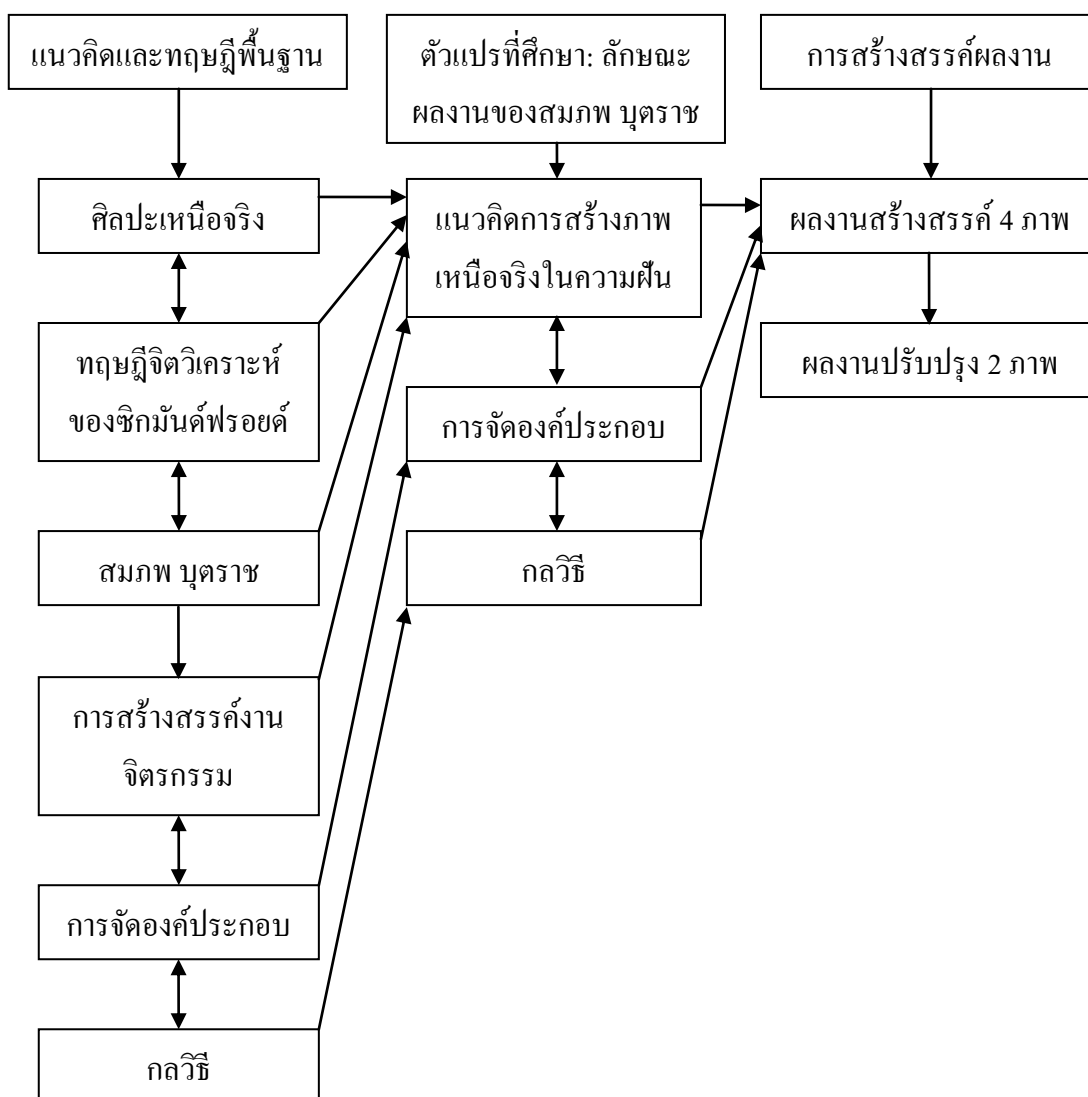 แนวคิดและทฤษฎีพื้นฐาน
ศิลปะเหนือจริง
ทฤษฎีจิตวิเคราะห์
ของซิกมันด์ฟรอยด์
สมภพ บุตราช
การสร้างสรรค์งาน
จิตรกรรม
การจัดองค์ประกอบ
กลวิธี
ตัวแปรที่ศึกษา: ลักษณะ
ผลงานของสมภพ บุตราช
แนวคิดการสร้างภาพ
เหนือจริงในความฝัน
การจัดองค์ประกอบ
กลวิธี
การสร้างสรรค์ผลงาน
ผลงานสร้างสรรค์ 4 ภาพ
ผลงานปรับปรุง 2 ภาพ